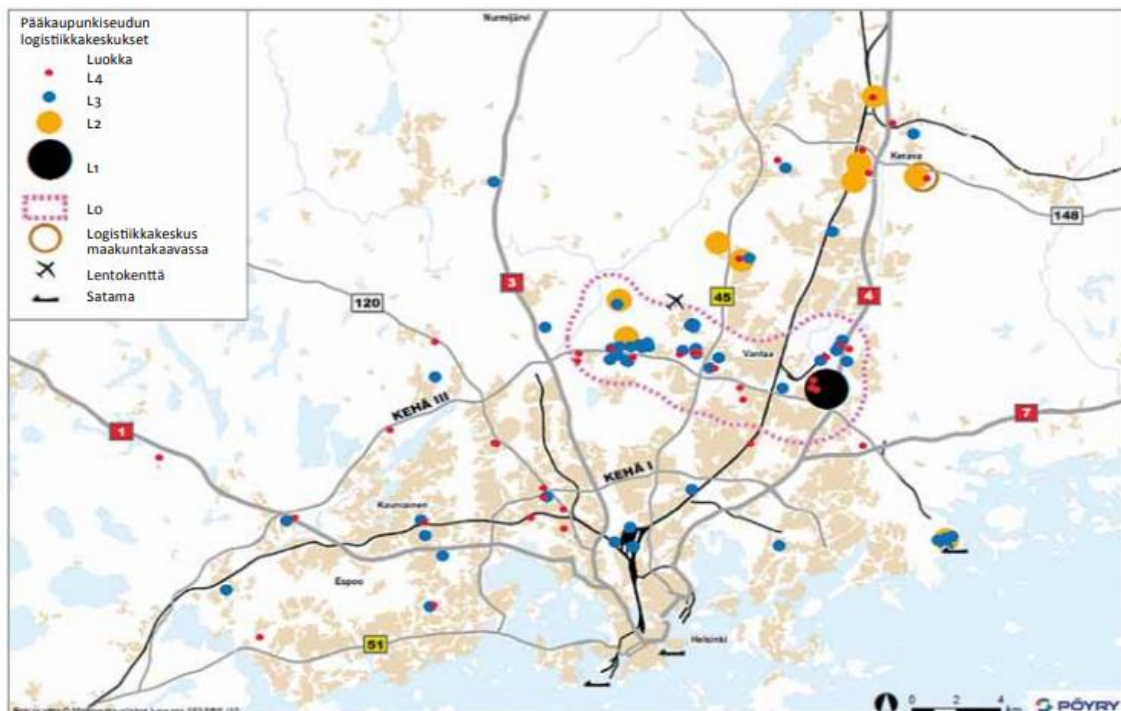 Pääkaupunkiseudun
logistiikkakeskukset
Luokka
L4
L3
L2
L1
L0
Logistiikkakeskus
maakuntakaavassa
Lentokenttä
Satama
Nurmijärvi
Kerava
148
3
45
4
120
Vantaa
KEHÄ III
7
1
KEHÄ I
Kauniainen
Espoo
51
Helsinki
0 2 4
km
PÖYRY